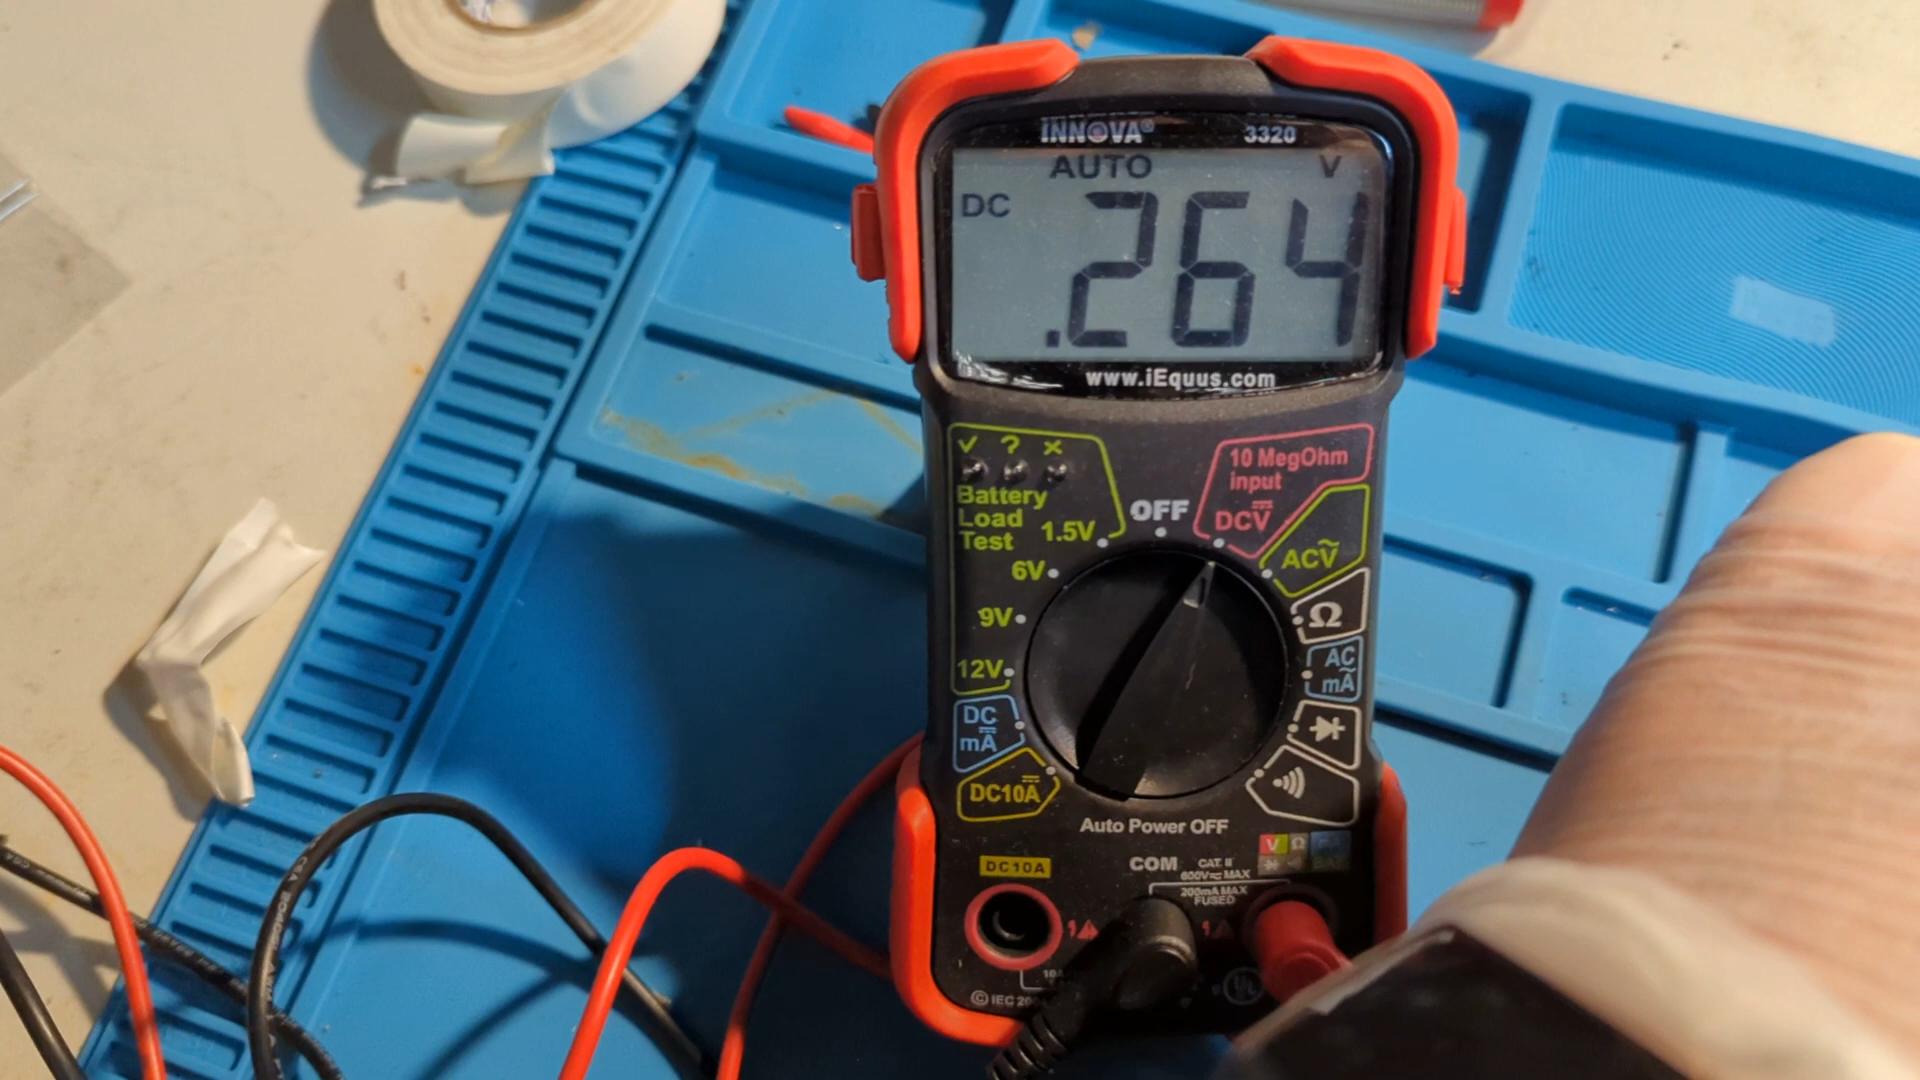 INNOVA®
3320
AUTO
V
DC
.264
www.iEquus.com
✓ ? ×
Battery
Load
Test
1.5V
6V
9V
12V
OFF
10 MegOhm
input
DCV
ACV
Ω
AC
mA
DC
mA
DC10A
Auto Power OFF
DC10A
COM
CAT. II
600V MAX
200mA MAX
FUSED
V Ω
UL
© IEC